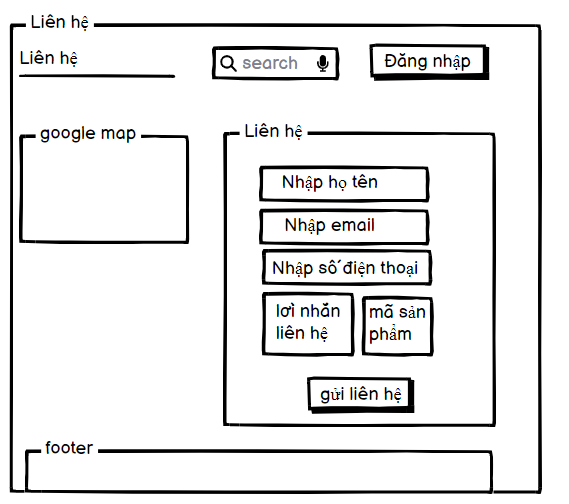 Liên hệ
Liên hệ
search
Đăng nhập
google map
Liên hệ
Nhập họ tên
Nhập email
Nhập số điện thoại
lơì nhắn
liên hệ
mã sản
phẩm
gửi liên hệ
footer